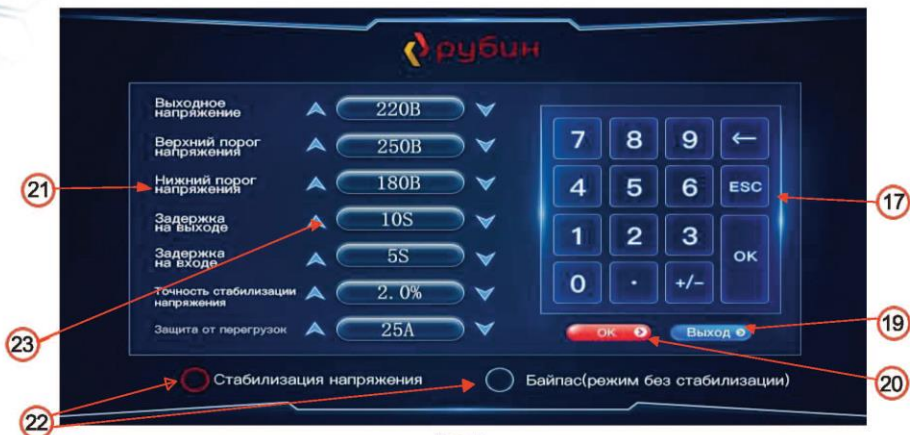 рубин
Выходное
напряжение
220В
Верхний порог
напряжения
250В
Нижний порог
напряжения
180В
Задержка
на выходе
10S
Задержка
на входе
5S
Точность стабилизации
напряжения
2.0%
Защита от перегрузок
25A
7 8 9 ←
4 5 6 ESC
1 2 3
OK
0 . +/-
OK
Выход
Стабилизация напряжения
Байпас(режим без стабилизации)
21
23
22
17
19
20